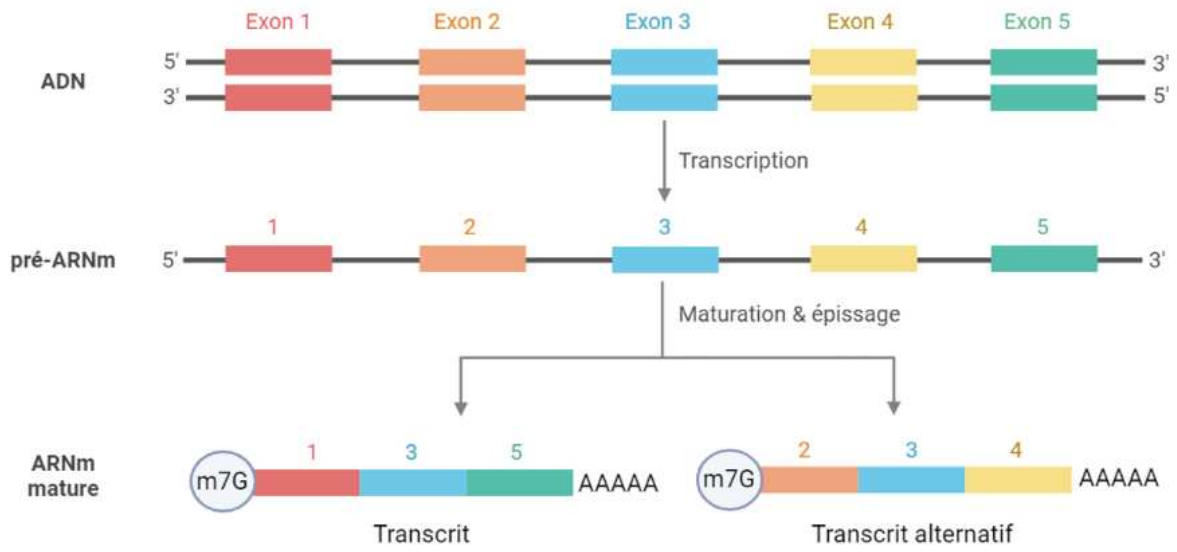 Exon 1 Exon 2 Exon 3 Exon 4 Exon 5
5' 3'
ADN
3' 5'
Transcription
1 2 3 4 5
pré-ARNm 5' 3'
Maturation & épissage
ARNm
mature
1 3 5
m7G AAAAA
Transcrit
2 3 4
m7G AAAAA
Transcrit alternatif